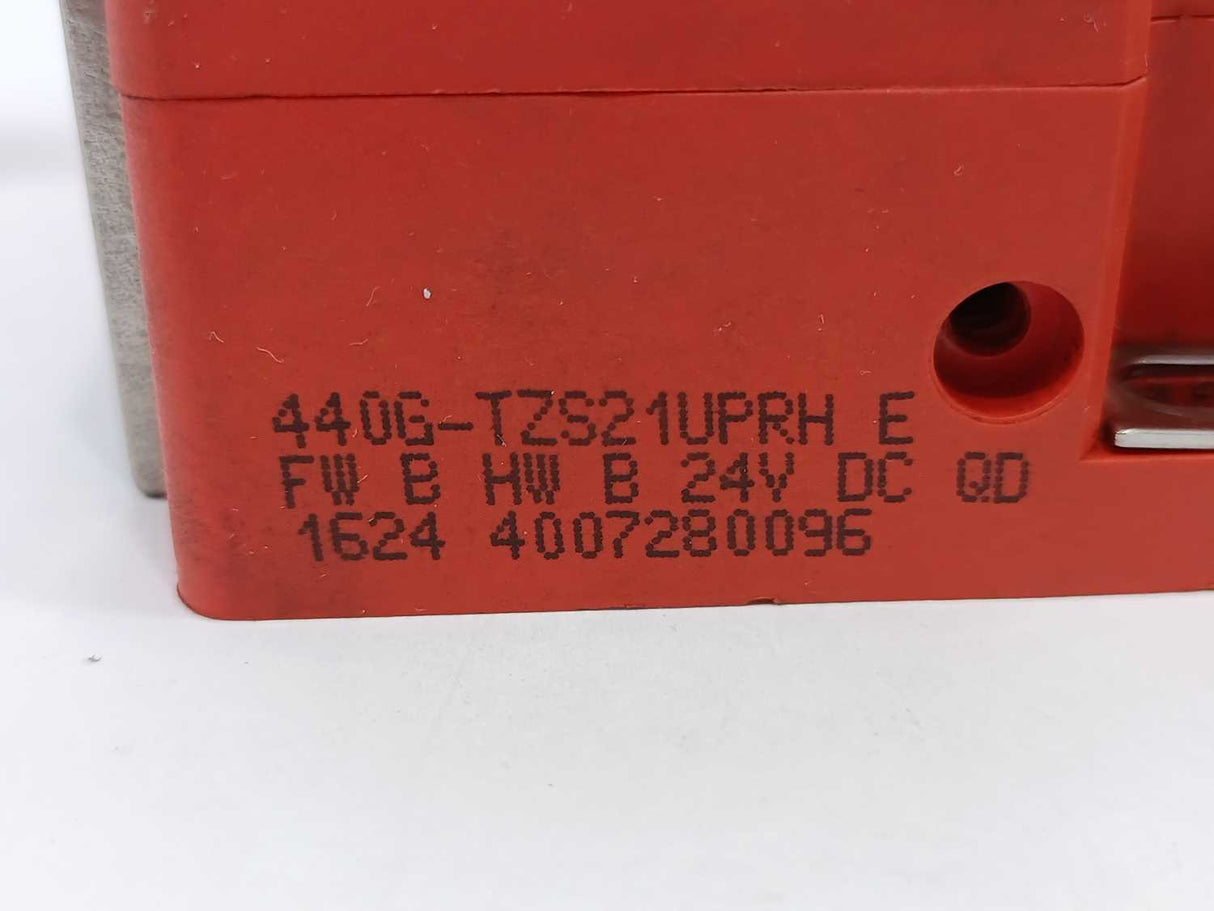 440G-TZS21UPRH E
FW B HW B 24V DC QD
1624 4007280096